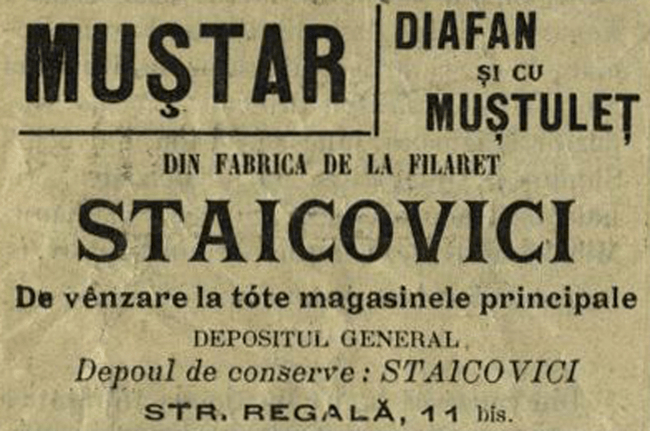 MUȘTAR
DIAFAN
ȘI CU
MUȘTULEȚ
DIN FABRICA DE LA FILARET
STAICOVICI
De vênzare la tóte magasinele principale
DEPOSITUL GENERAL
Depoul de conserve: STAICOVICI
STR. REGALĂ, 11 bis.